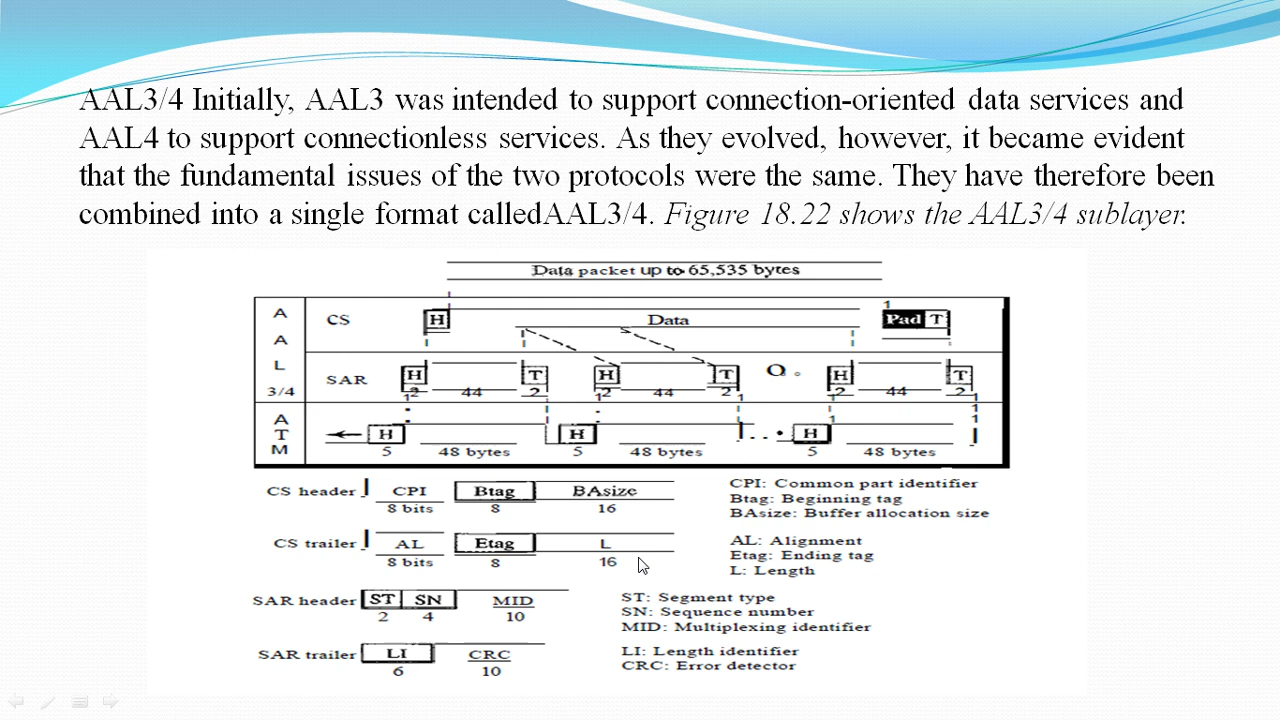 AAL3/4 Initially, AAL3 was intended to support connection-oriented data services and
AAL4 to support connectionless services. As they evolved, however, it became evident
that the fundamental issues of the two protocols were the same. They have therefore been
combined into a single format calledAAL3/4. Figure 18.22 shows the AAL3/4 sublayer.
Data packet up to 65,535 bytes
A A L 3/4
CS H Data Pad T
SAR H T H T O. H T
2 44 2 2 44 2 2 44 2
A T M
H H . . • H
5 48 bytes 5 48 bytes 5 48 bytes
CS header CPI Btag BAsize
8 bits 8 16
CPI: Common part identifier
Btag: Beginning tag
BAsize: Buffer allocation size
CS trailer AL Etag L
8 bits 8 16
AL: Alignment
Etag: Ending tag
L: Length
SAR header ST SN MID
2 4 10
ST: Segment type
SN: Sequence number
MID: Multiplexing identifier
SAR trailer LI CRC
6 10
LI: Length identifier
CRC: Error detector